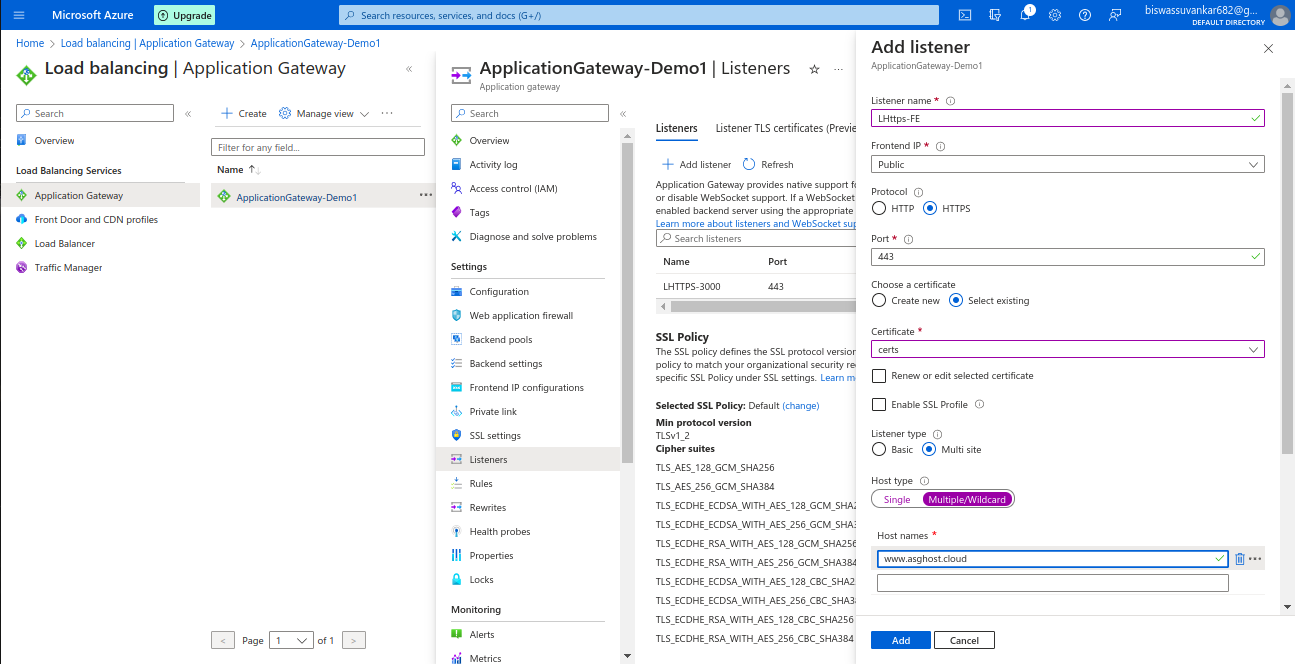 Microsoft Azure
Upgrade
Search resources, services, and docs (G+/)
1
biswassuvankar682@g...
DEFAULT DIRECTORY
Home > Load balancing | Application Gateway > ApplicationGateway-Demo1
Load balancing | Application Gateway
«
Search
«
Overview
Load Balancing Services
Application Gateway
Front Door and CDN profiles
Load Balancer
Traffic Manager
+ Create
Manage view
...
Filter for any field...
Name ↑↓
ApplicationGateway-Demo1
...
< Page 1 of 1 >
ApplicationGateway-Demo1 | Listeners
☆ ...
Application gateway
Search
«
Overview
Activity log
Access control (IAM)
Tags
Diagnose and solve problems
Settings
Configuration
Web application firewall
Backend pools
Backend settings
Frontend IP configurations
Private link
SSL settings
Listeners
Rules
Rewrites
Health probes
Properties
Locks
Monitoring
Alerts
Metrics
Listeners
Listener TLS certificates (Previe
+ Add listener
Refresh
Application Gateway provides native support fo
or disable WebSocket support. If a WebSocket
enabled backend server using the appropriate
Learn more about listeners and WebSocket sup
Search listeners
Name Port
LHTTPS-3000 443
SSL Policy
The SSL policy defines the SSL protocol version
policy to match your organizational security re
specific SSL Policy under SSL settings. Learn m
Selected SSL Policy: Default (change)
Min protocol version
TLSv1_2
Cipher suites
TLS_AES_128_GCM_SHA256
TLS_AES_256_GCM_SHA384
TLS_ECDHE_ECDSA_WITH_AES_128_GCM_SHA2
TLS_ECDHE_ECDSA_WITH_AES_256_GCM_SHA3
TLS_ECDHE_RSA_WITH_AES_128_GCM_SHA256
TLS_ECDHE_RSA_WITH_AES_256_GCM_SHA384
TLS_ECDHE_ECDSA_WITH_AES_128_CBC_SHA2
TLS_ECDHE_ECDSA_WITH_AES_256_CBC_SHA3
TLS_ECDHE_RSA_WITH_AES_128_CBC_SHA256
TLS_ECDHE_RSA_WITH_AES_256_CBC_SHA384
Add listener
ApplicationGateway-Demo1
Listener name *
LHttps-FE
Frontend IP *
Public
Protocol
HTTP HTTPS
Port *
443
Choose a certificate
Create new Select existing
Certificate *
certs
Renew or edit selected certificate
Enable SSL Profile
Listener type
Basic Multi site
Host type
Single Multiple/Wildcard
Host names *
www.asghost.cloud
...
Add Cancel